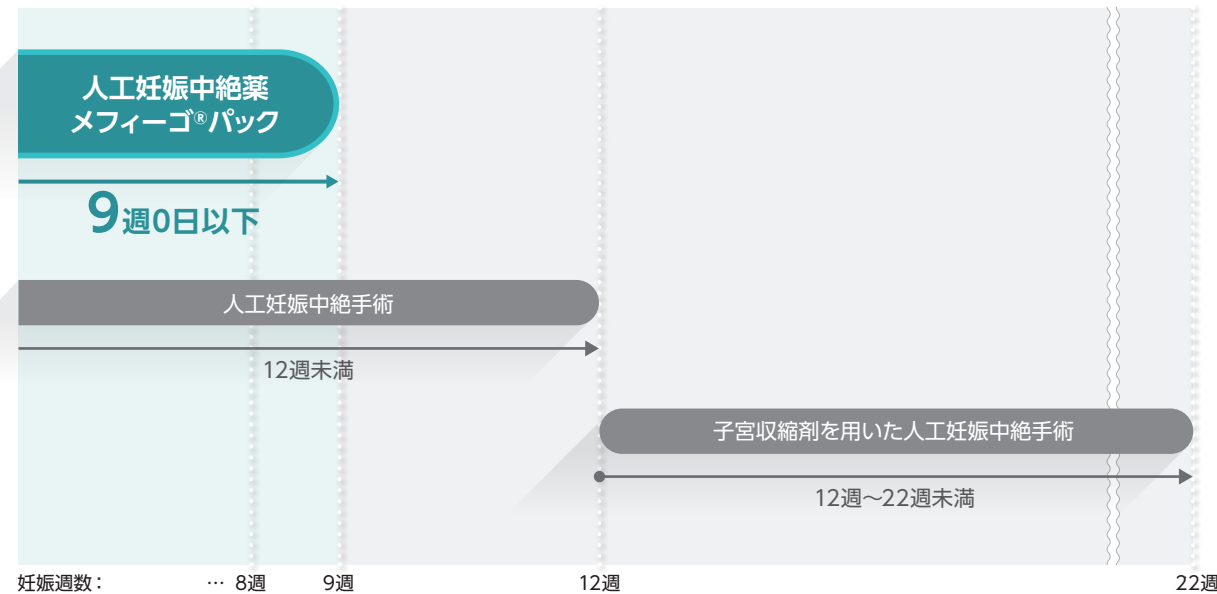 人工妊娠中絶薬
メフィーゴ®パック
9週0日以下
人工妊娠中絶手術
12週未満
子宮収縮剤を用いた人工妊娠中絶手術
12週～22週未満
妊娠週数： … 8週 9週 12週 22週